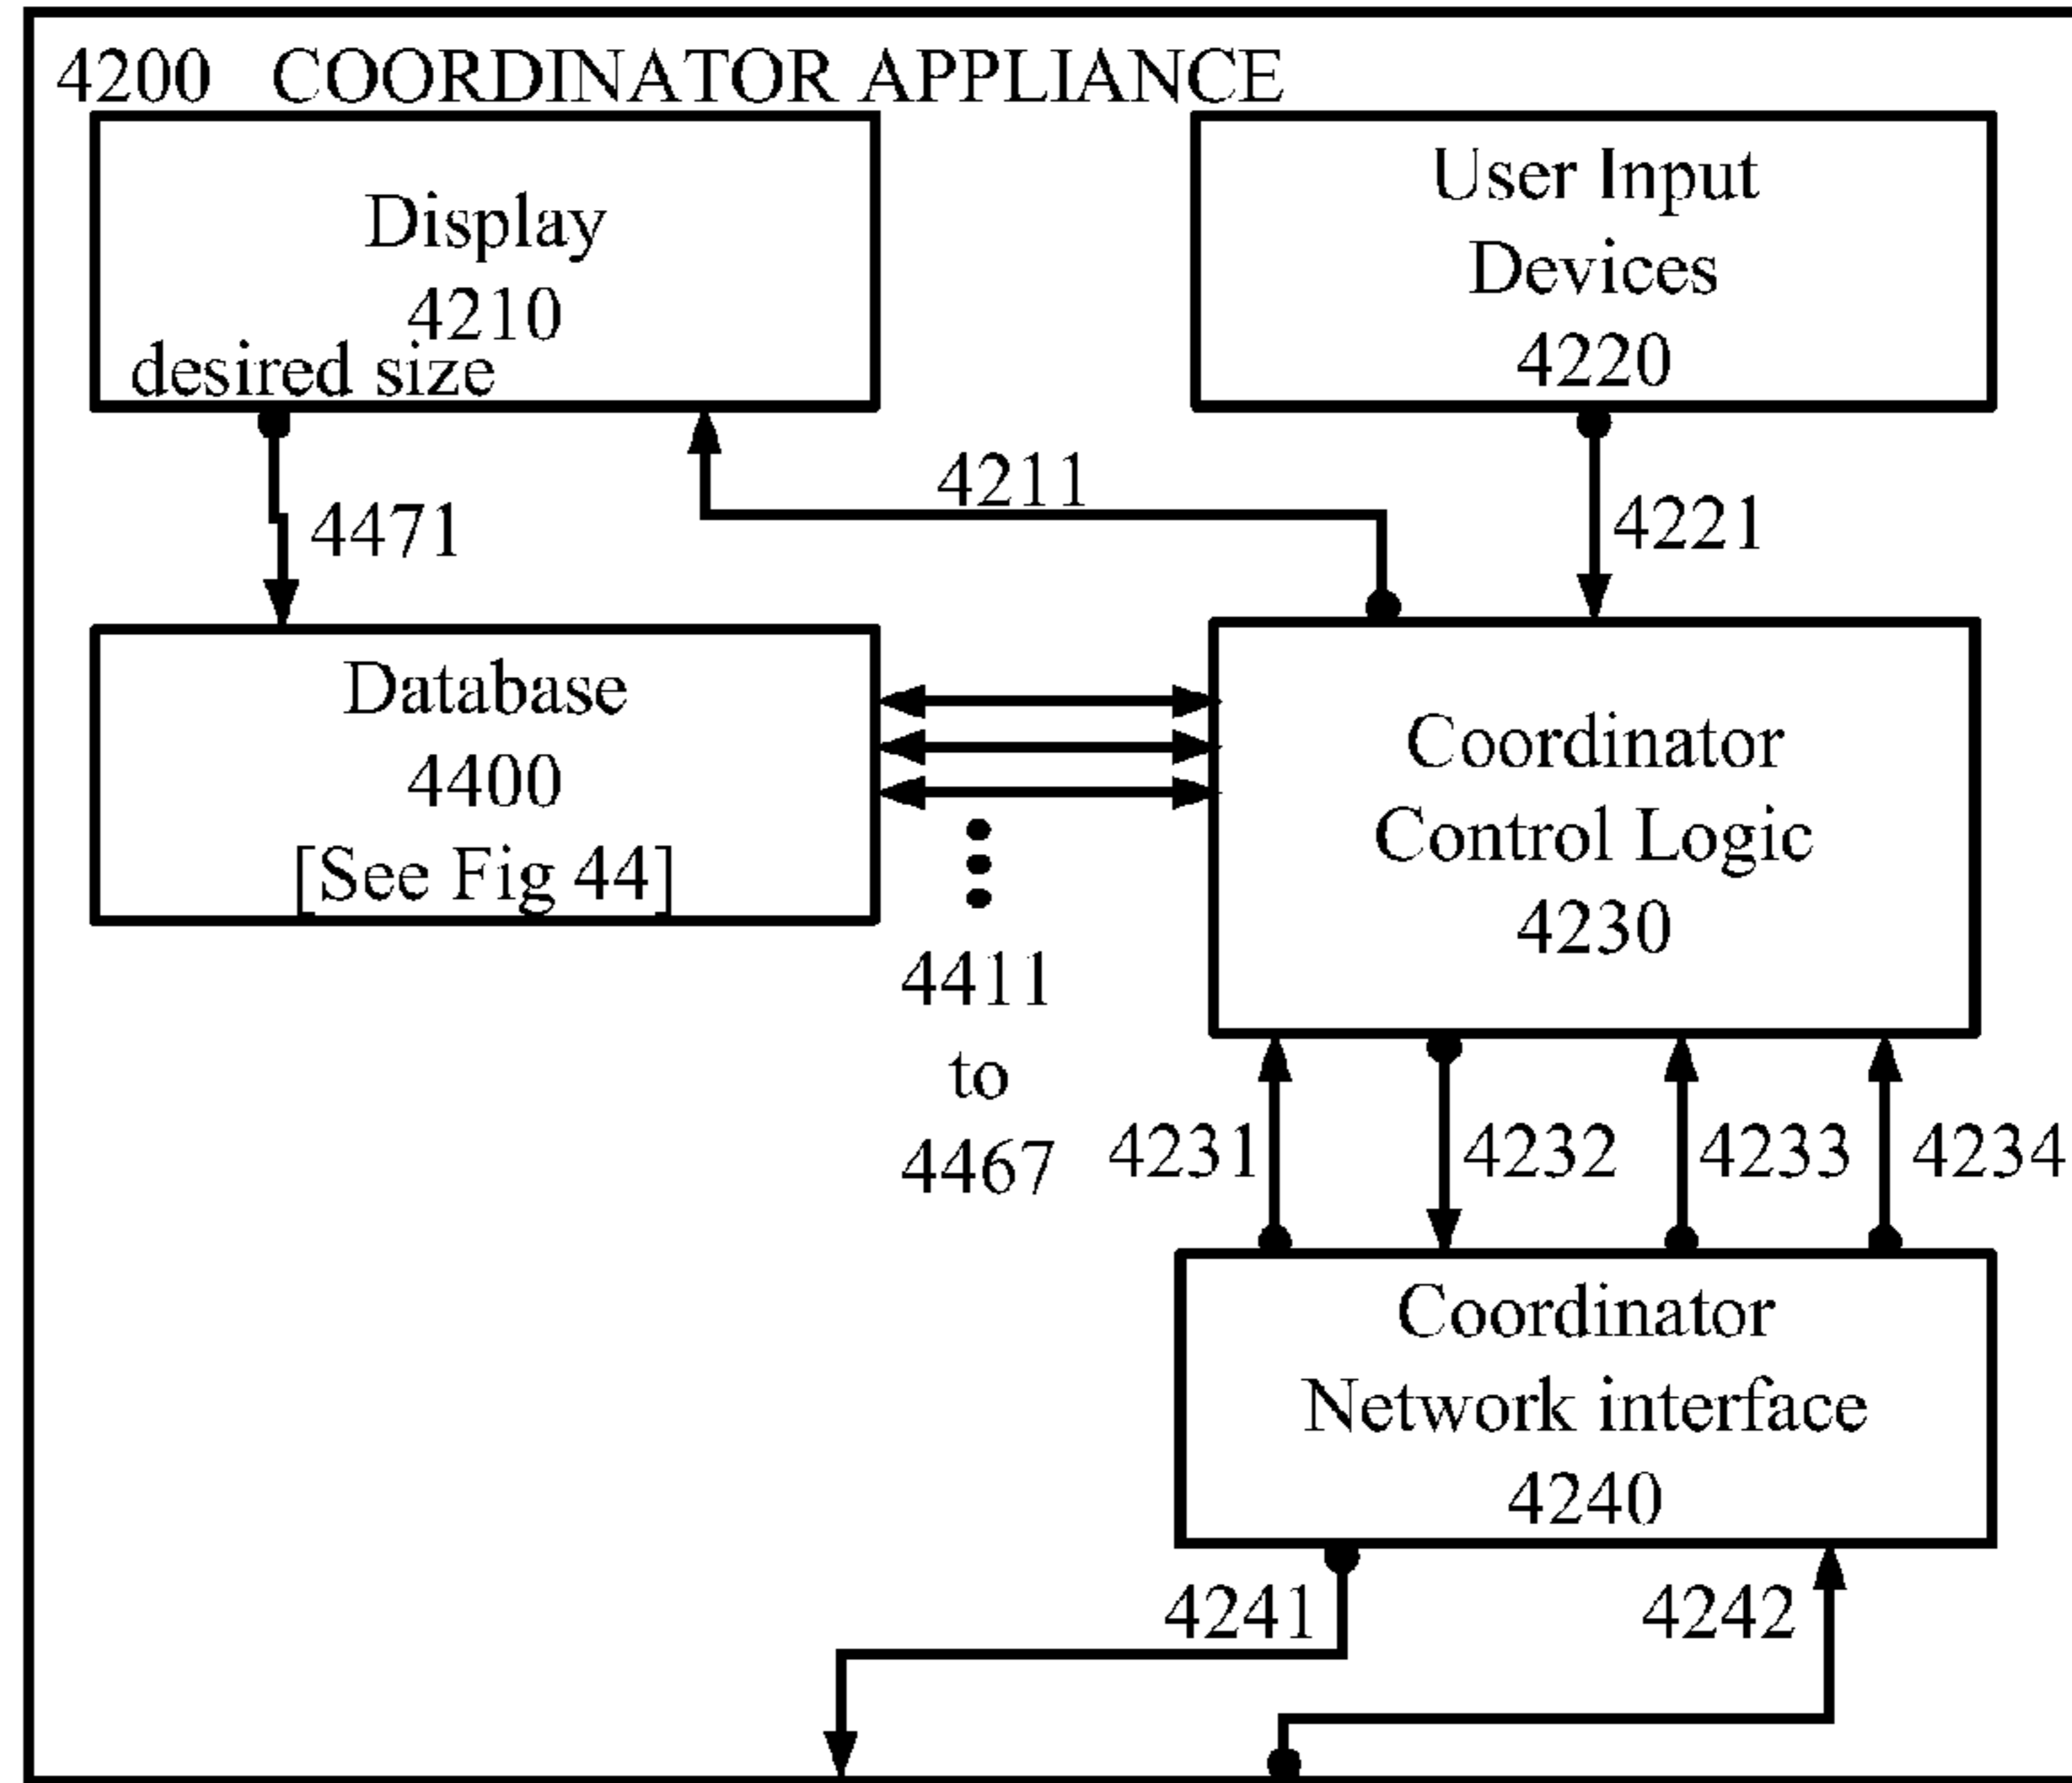 4200 COORDINATOR APPLIANCE
Display
4210
desired size
User Input
Devices
4220
4471
4211
4221
Database
4400
[See Fig 44]
4411
to
4467
Coordinator
Control Logic
4230
4231
4232
4233
4234
Coordinator
Network interface
4240
4241
4242